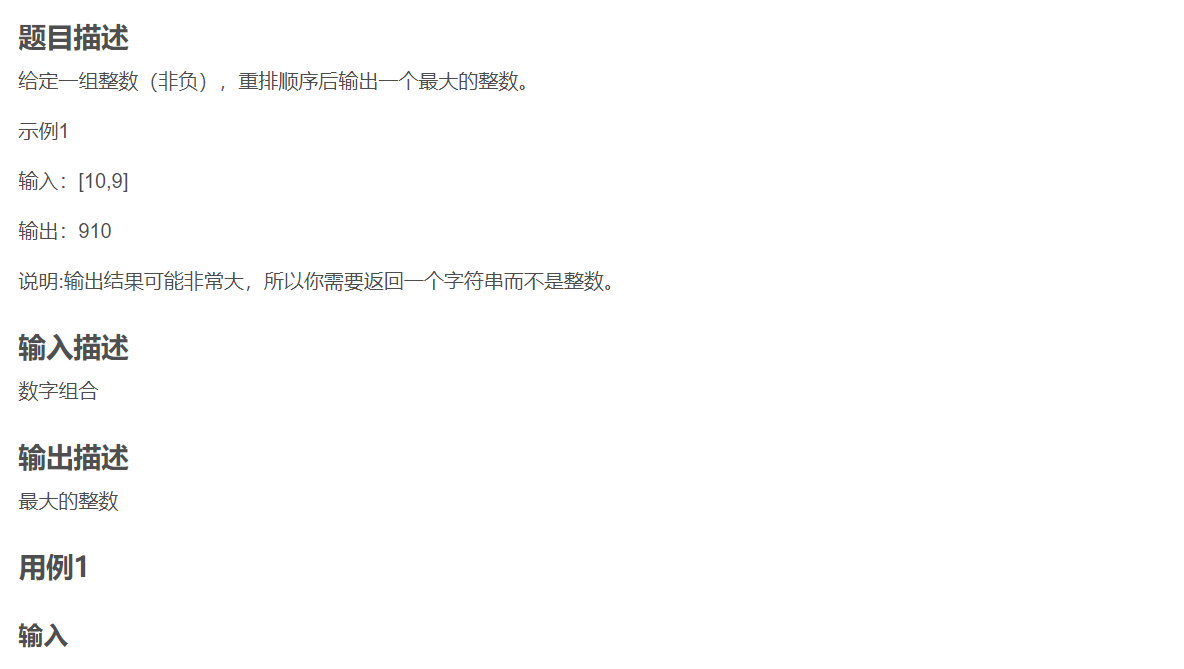 题目描述
给定一组整数（非负），重排顺序后输出一个最大的整数。
示例1
输入：[10,9]
输出：910
说明:输出结果可能非常大，所以你需要返回一个字符串而不是整数。
输入描述
数字组合
输出描述
最大的整数
用例1
输入